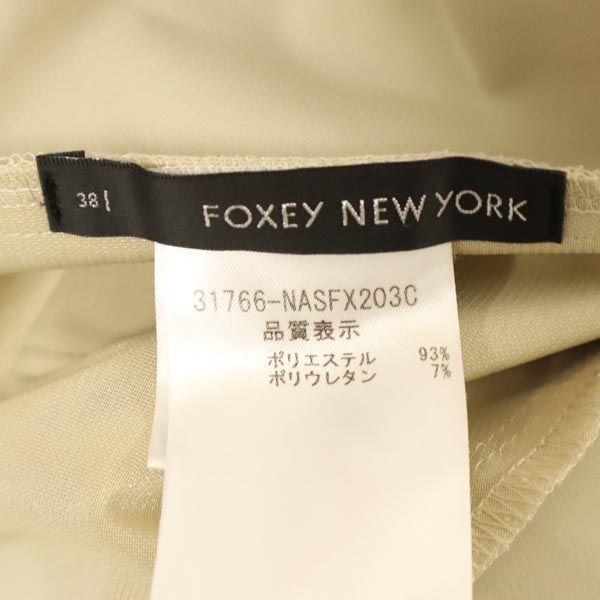 38
FOXEY NEW YORK
31766-NASFX203C
品質表示
ポリエステル 93%
ポリウレタン 7%